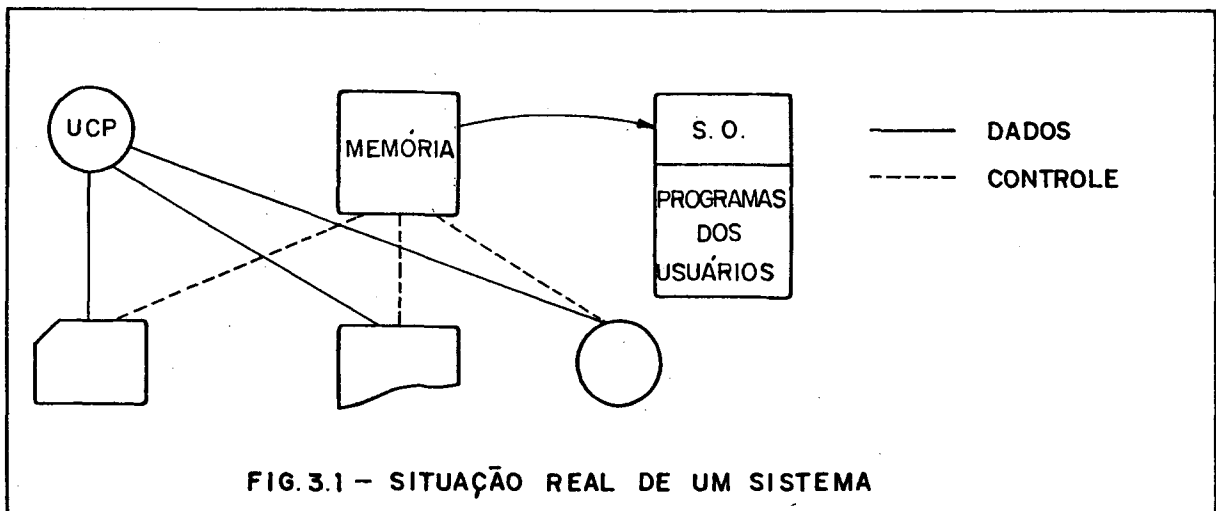 UCP
MEMÓRIA
S. O.
PROGRAMAS
DOS
USUÁRIOS
DADOS
CONTROLE
FIG. 3.1 – SITUAÇÃO REAL DE UM SISTEMA